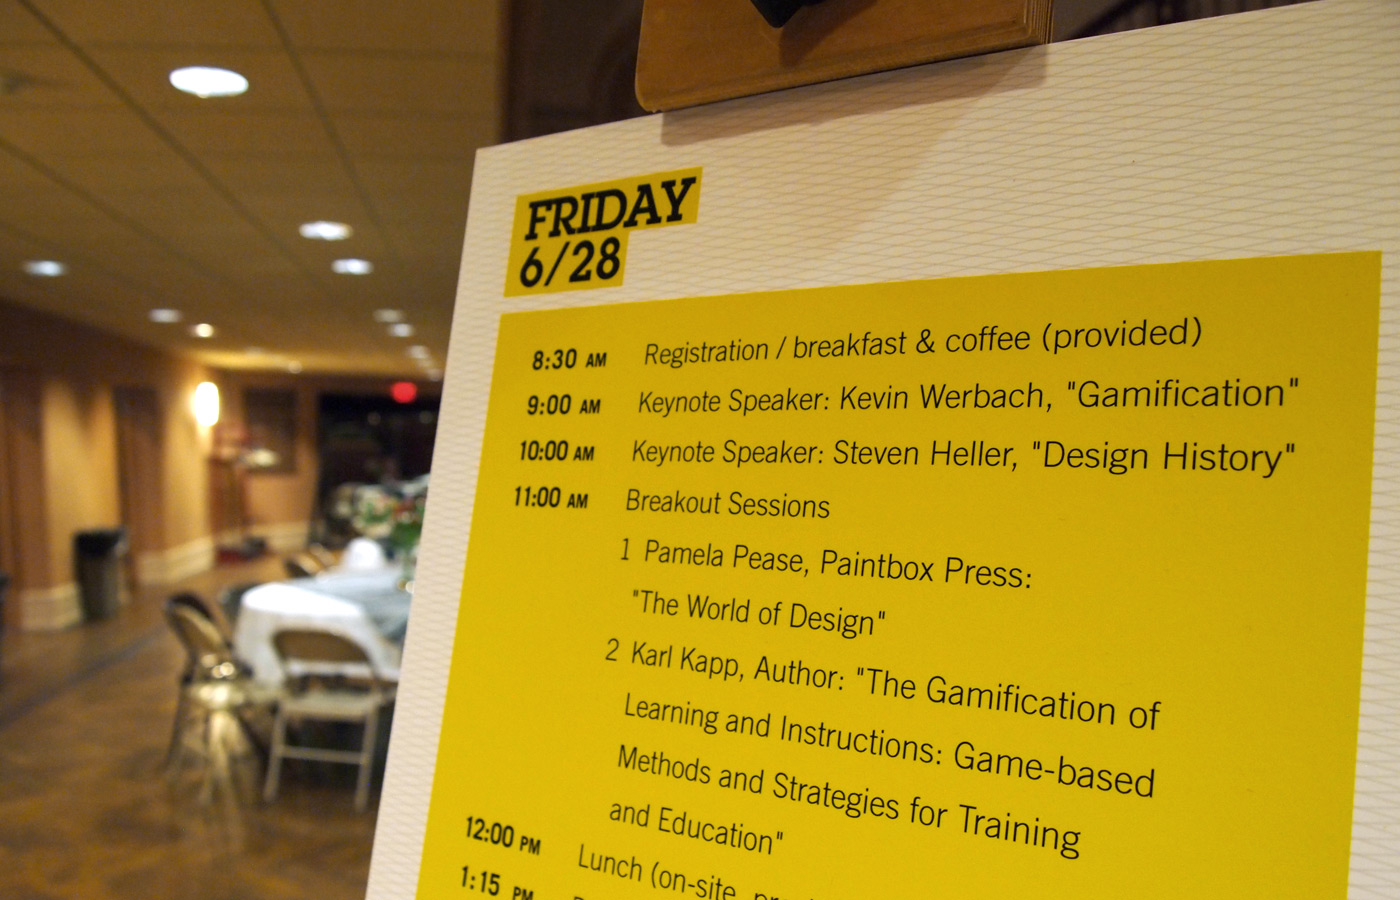 FRIDAY
6/28
8:30 AM Registration / breakfast & coffee (provided)
9:00 AM Keynote Speaker: Kevin Werbach, "Gamification"
10:00 AM Keynote Speaker: Steven Heller, "Design History"
11:00 AM Breakout Sessions
1 Pamela Pease, Paintbox Press:
"The World of Design"
2 Karl Kapp, Author: "The Gamification of
Learning and Instructions: Game-based
Methods and Strategies for Training
and Education"
12:00 PM Lunch (on-site
1:15 PM